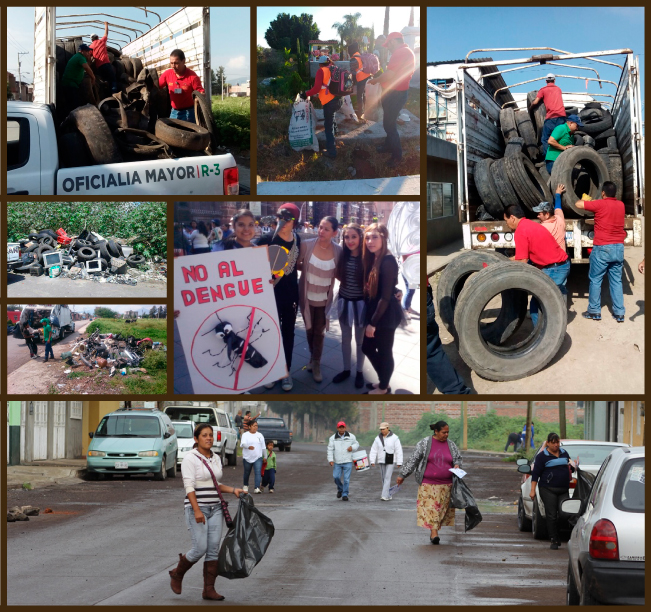 OFICIALIA MAYOR | R-3
NO AL
DENGUE